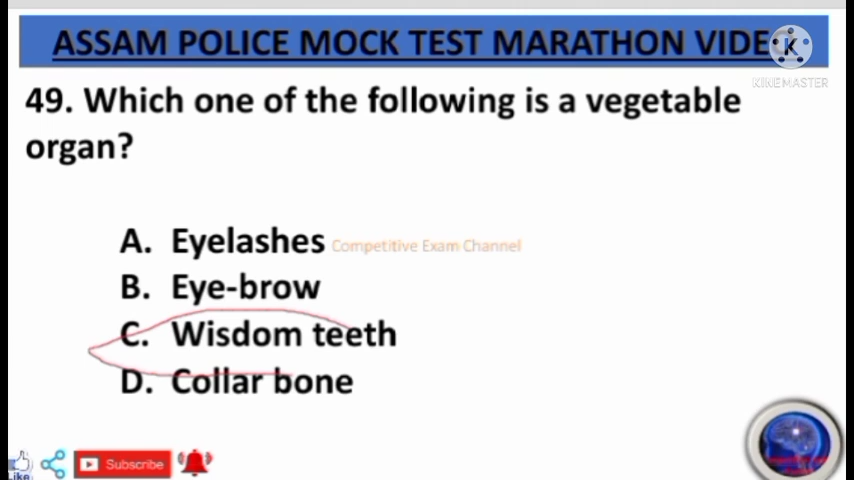 ASSAM POLICE MOCK TEST MARATHON VIDE
K
KINEMASTER
49. Which one of the following is a vegetable
organ?
A. Eyelashes
Competitive Exam Channel
B. Eye-brow
C. Wisdom teeth
D. Collar bone
Like
Subscribe